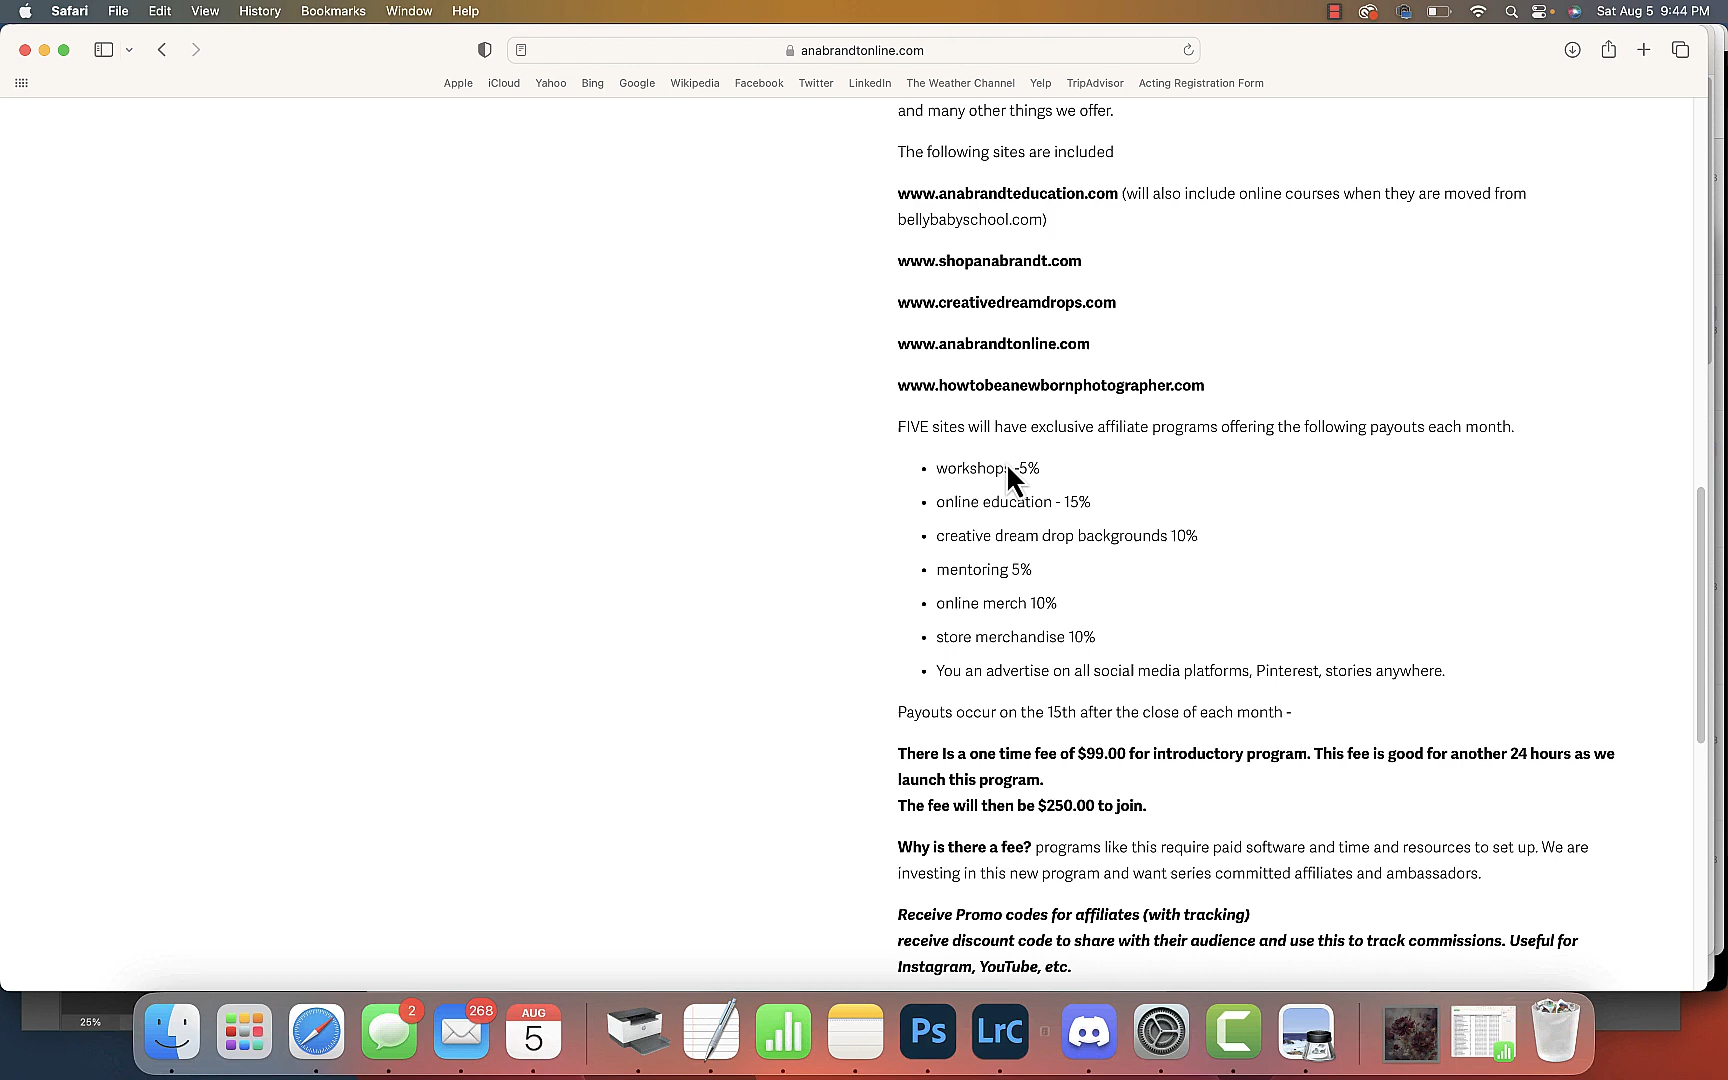 Safari File Edit View History Bookmarks Window Help Sat Aug 5 9:44 PM
anabrandtonline.com
Apple iCloud Yahoo Bing Google Wikipedia Facebook Twitter LinkedIn The Weather Channel Yelp TripAdvisor Acting Registration Form
and many other things we offer.
The following sites are included
www.anabrandteducation.com (will also include online courses when they are moved from
bellybabyschool.com)
www.shopanabrandt.com
www.creativedreamdrops.com
www.anabrandtonline.com
www.howtobeanewbornphotographer.com
FIVE sites will have exclusive affiliate programs offering the following payouts each month.
• workshops -5%
• online education - 15%
• creative dream drop backgrounds 10%
• mentoring 5%
• online merch 10%
• store merchandise 10%
• You an advertise on all social media platforms, Pinterest, stories anywhere.
Payouts occur on the 15th after the close of each month -
There Is a one time fee of $99.00 for introductory program. This fee is good for another 24 hours as we
launch this program.
The fee will then be $250.00 to join.
Why is there a fee? programs like this require paid software and time and resources to set up. We are
investing in this new program and want series committed affiliates and ambassadors.
Receive Promo codes for affiliates (with tracking)
receive discount code to share with their audience and use this to track commissions. Useful for
Instagram, YouTube, etc.
25%
2
268
AUG
5
Ps
LrC